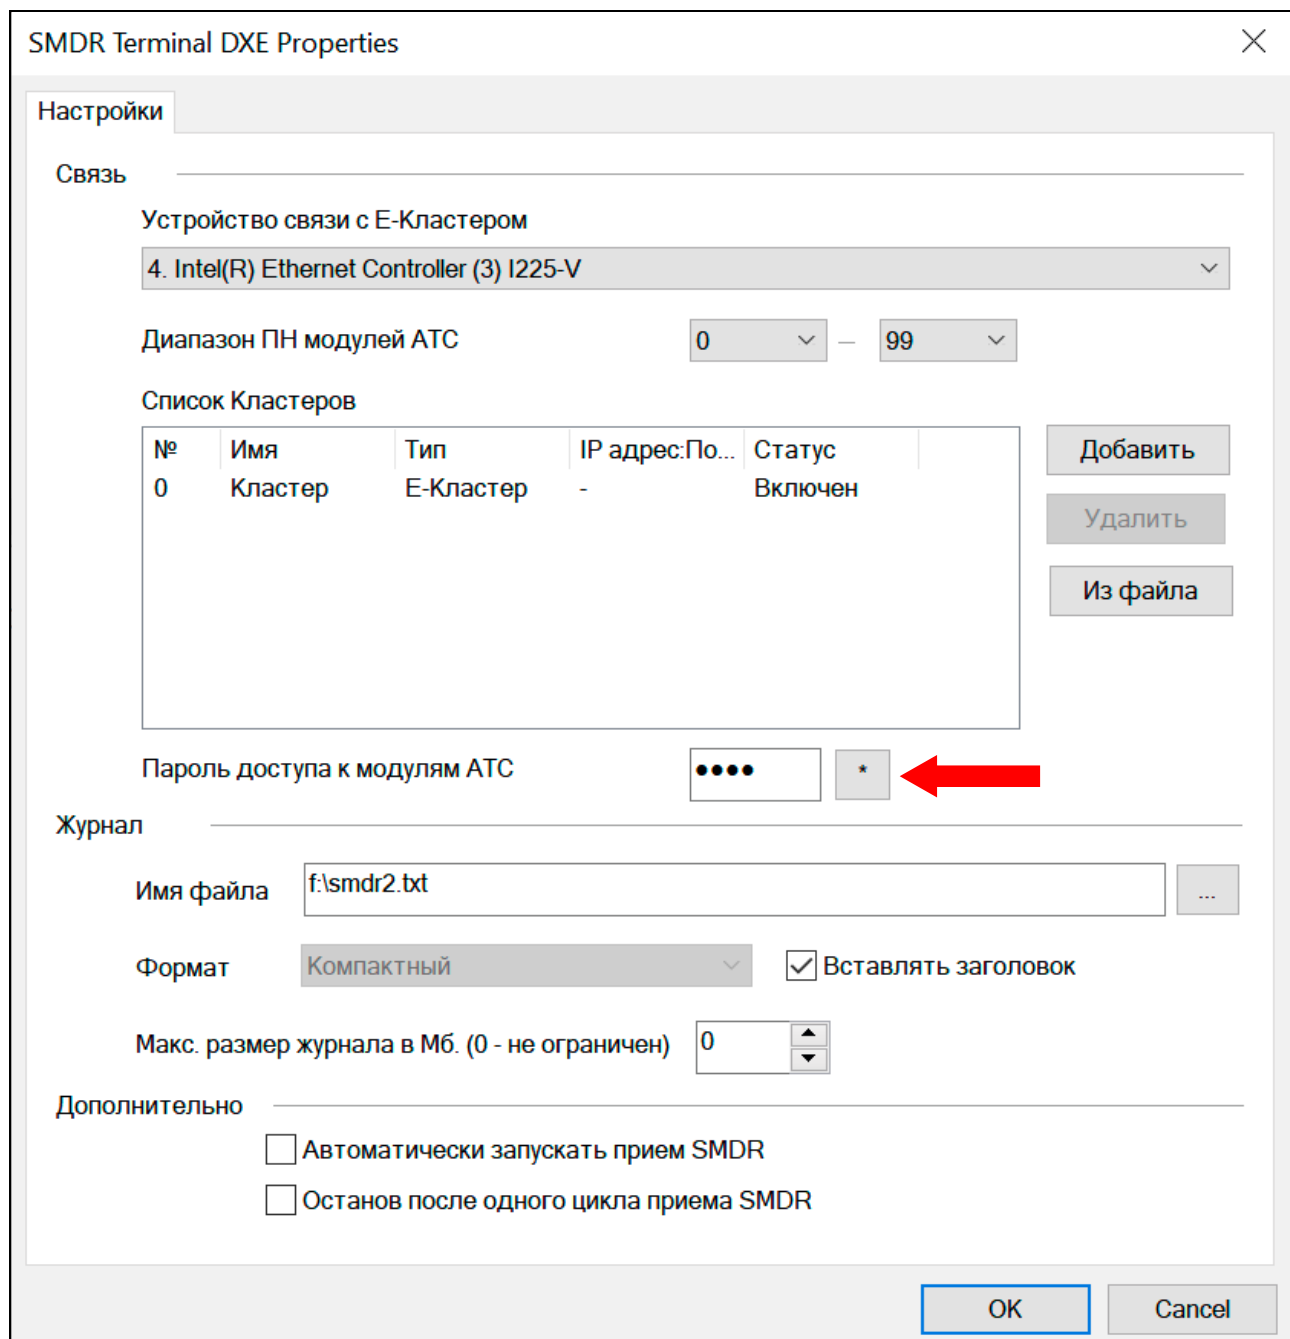 SMDR Terminal DXE Properties
Настройки
Связь
Устройство связи с Е-Кластером
4. Intel(R) Ethernet Controller (3) I225-V
Диапазон ПН модулей АТС 0 – 99
Список Кластеров
№ Имя Тип IP адрес:По... Статус
0 Кластер Е-Кластер - Включен
Добавить
Удалить
Из файла
Пароль доступа к модулям АТС ●●●● *
Журнал
Имя файла f:\smdr2.txt ...
Формат Компактный Вставлять заголовок
Макс. размер журнала в Мб. (0 - не ограничен) 0
Дополнительно
Автоматически запускать прием SMDR
Останов после одного цикла приема SMDR
OK Cancel